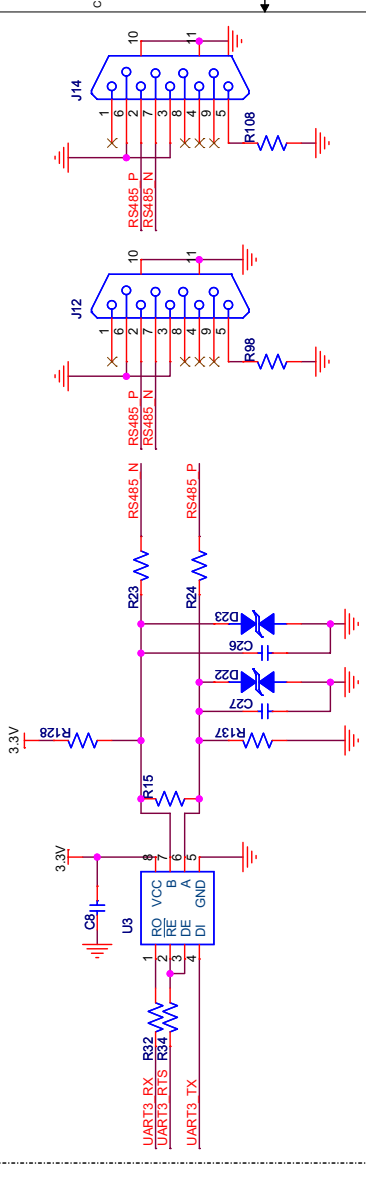 C
10
11
J14
1
6
2
7
3
8
4
9
5
R108
RS485_P
RS485_N
10
11
J12
1
6
2
7
3
8
4
9
5
R98
RS485_P
RS485_N
RS485_N
RS485_P
R23
R24
D23
C26
D22
C27
3.3V
R128
R137
R15
3.3V
C8
U3
8
7
6
5
VCC
B
A
GND
RO
RE
DE
DI
1
2
3
4
R32
R34
UART3_RX
UART3_RTS
UART3_TX